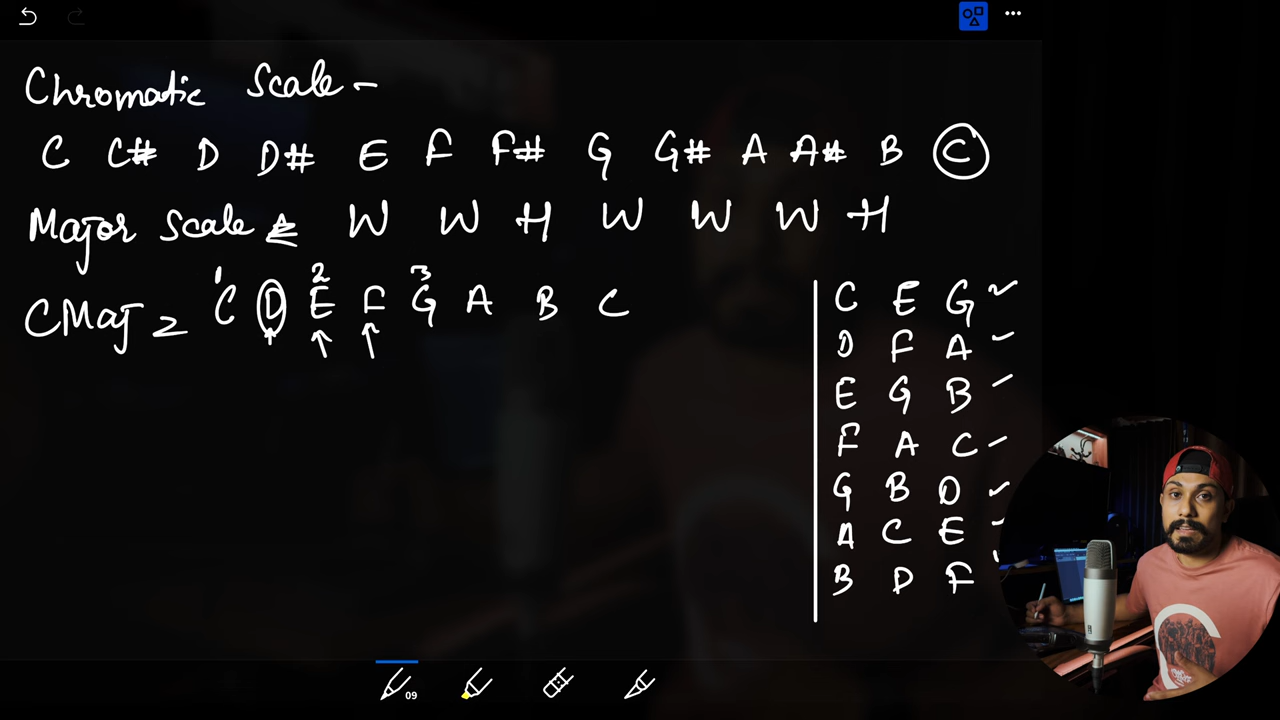 Chromatic Scale -
C C# D D# E F F# G G# A A# B C
Major Scale = W W H W W W H
1 2 3
CMaj = C D E F G A B C
C E G
D F A
E G B
F A C
G B D
A C E
B D F
09